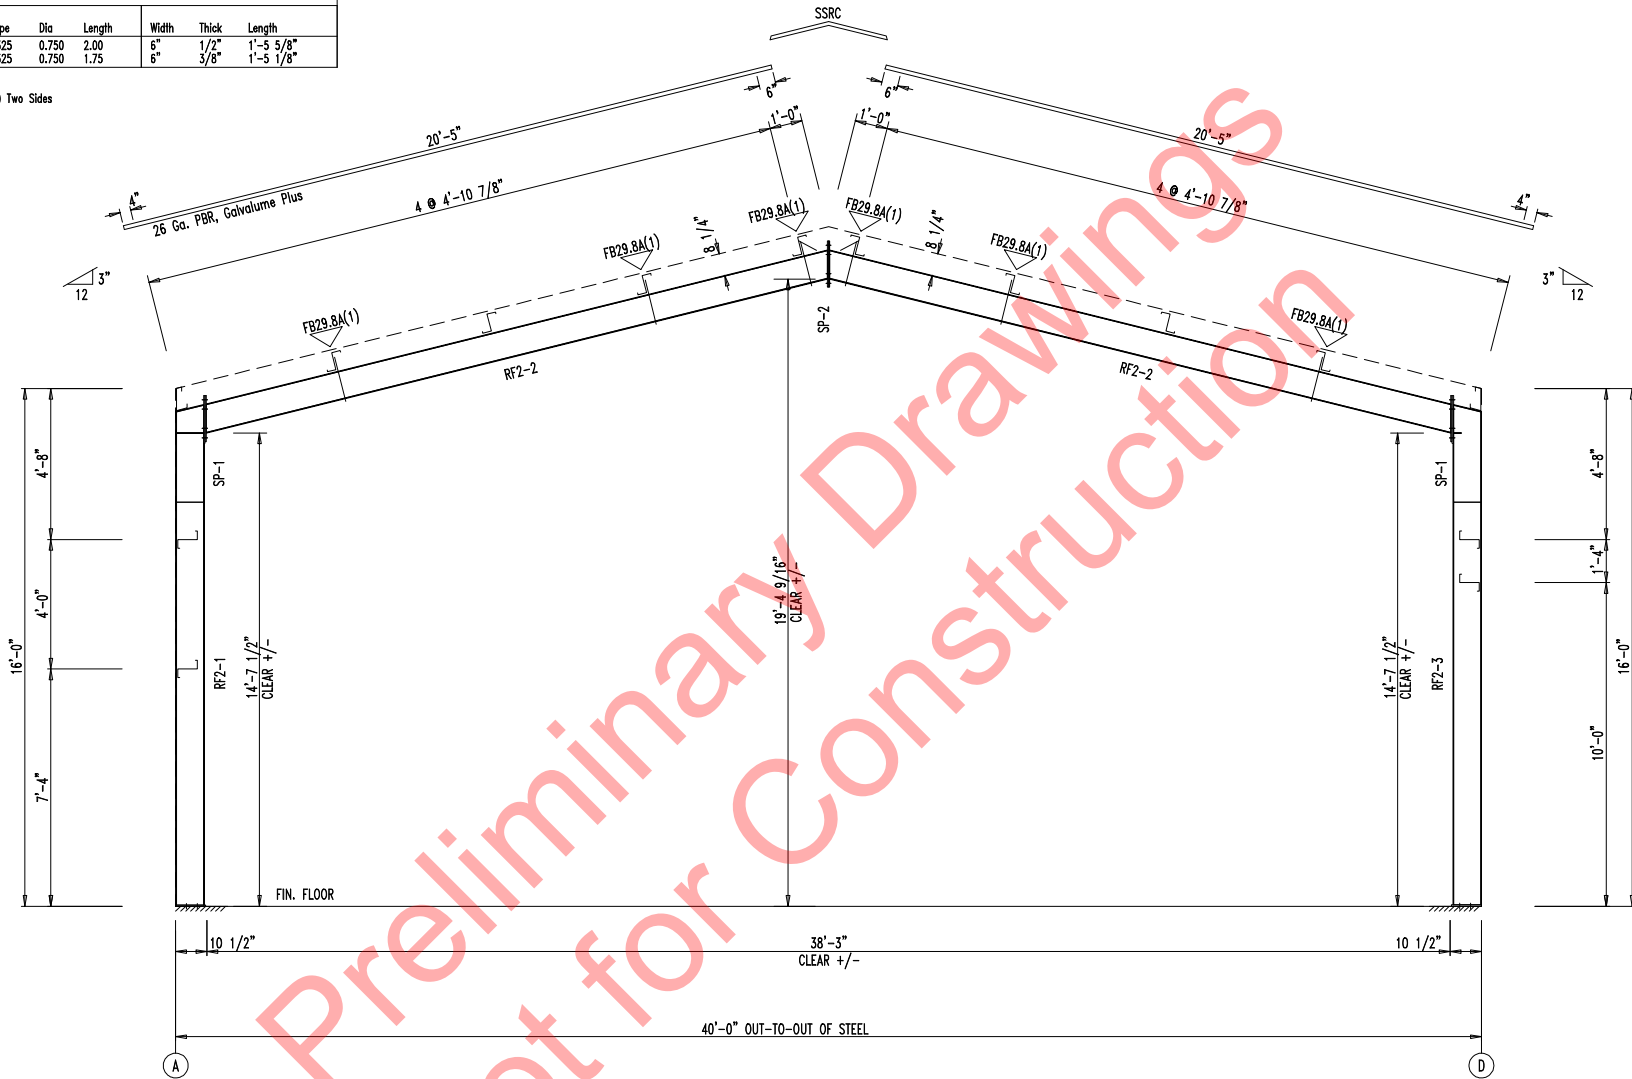 Dia Length Width Thick Length
0.750 2.00 6" 1/2" 1'-5 5/8"
0.750 1.75 6" 3/8" 1'-5 1/8"
Two Sides
SSRC
6"
6"
1'-0"
1'-0"
20'-5"
20'-5"
4 @ 4'-10 7/8"
4 @ 4'-10 7/8"
4"
4"
26 Ga. PBR, Galvalume Plus
FB29.8A(1)
FB29.8A(1)
8 1/4"
8 1/4"
FB29.8A(1)
FB29.8A(1)
3"
12
3"
12
FB29.8A(1)
FB29.8A(1)
SP-2
RF2-2
RF2-2
4'-8"
SP-1
SP-1
4'-8"
4'-0"
1'-4"
19'-4 9/16"
CLEAR +/-
16'-0"
RF2-1
14'-7 1/2"
CLEAR +/-
14'-7 1/2"
CLEAR +/-
RF2-3
16'-0"
7'-4"
10'-0"
FIN. FLOOR
10 1/2"
38'-3"
CLEAR +/-
10 1/2"
40'-0" OUT-TO-OUT OF STEEL
A
D
Preliminary Drawings
for Construction